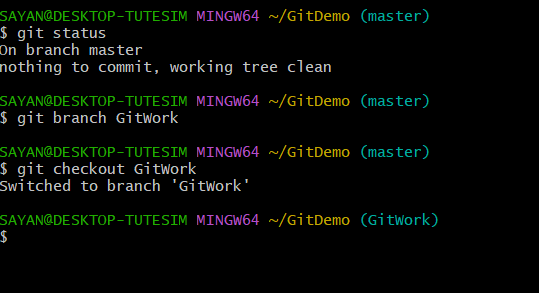 SAYAN@DESKTOP-TUTESIM MINGW64 ~/GitDemo (master)
$ git status
On branch master
nothing to commit, working tree clean
SAYAN@DESKTOP-TUTESIM MINGW64 ~/GitDemo (master)
$ git branch GitWork
SAYAN@DESKTOP-TUTESIM MINGW64 ~/GitDemo (master)
$ git checkout GitWork
Switched to branch 'GitWork'
SAYAN@DESKTOP-TUTESIM MINGW64 ~/GitDemo (GitWork)
$